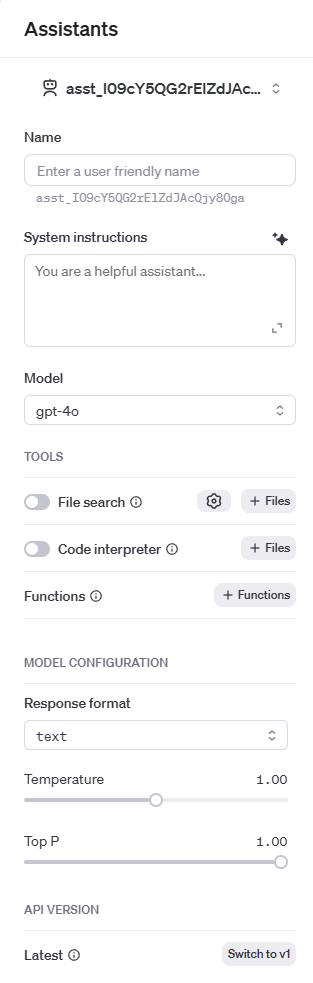 Assistants
asst_IO9cY5QG2rElZdJAc...
Name
Enter a user friendly name
asst_IO9cY5QG2rElZdJAcQjy8Oga
System instructions
You are a helpful assistant...
Model
gpt-4o
TOOLS
File search
+ Files
Code interpreter
+ Files
Functions
+ Functions
MODEL CONFIGURATION
Response format
text
Temperature 1.00
Top P 1.00
API VERSION
Latest
Switch to v1